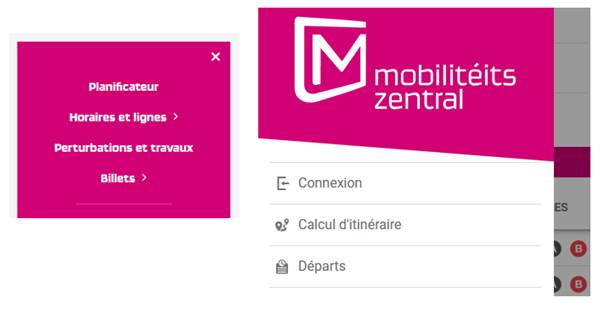 Planificateur
Horaires et lignes
Perturbations et travaux
Billets
M
mobilitéits
zentral
Connexion
Calcul d'itinéraire
Départs
ES
A B
A B